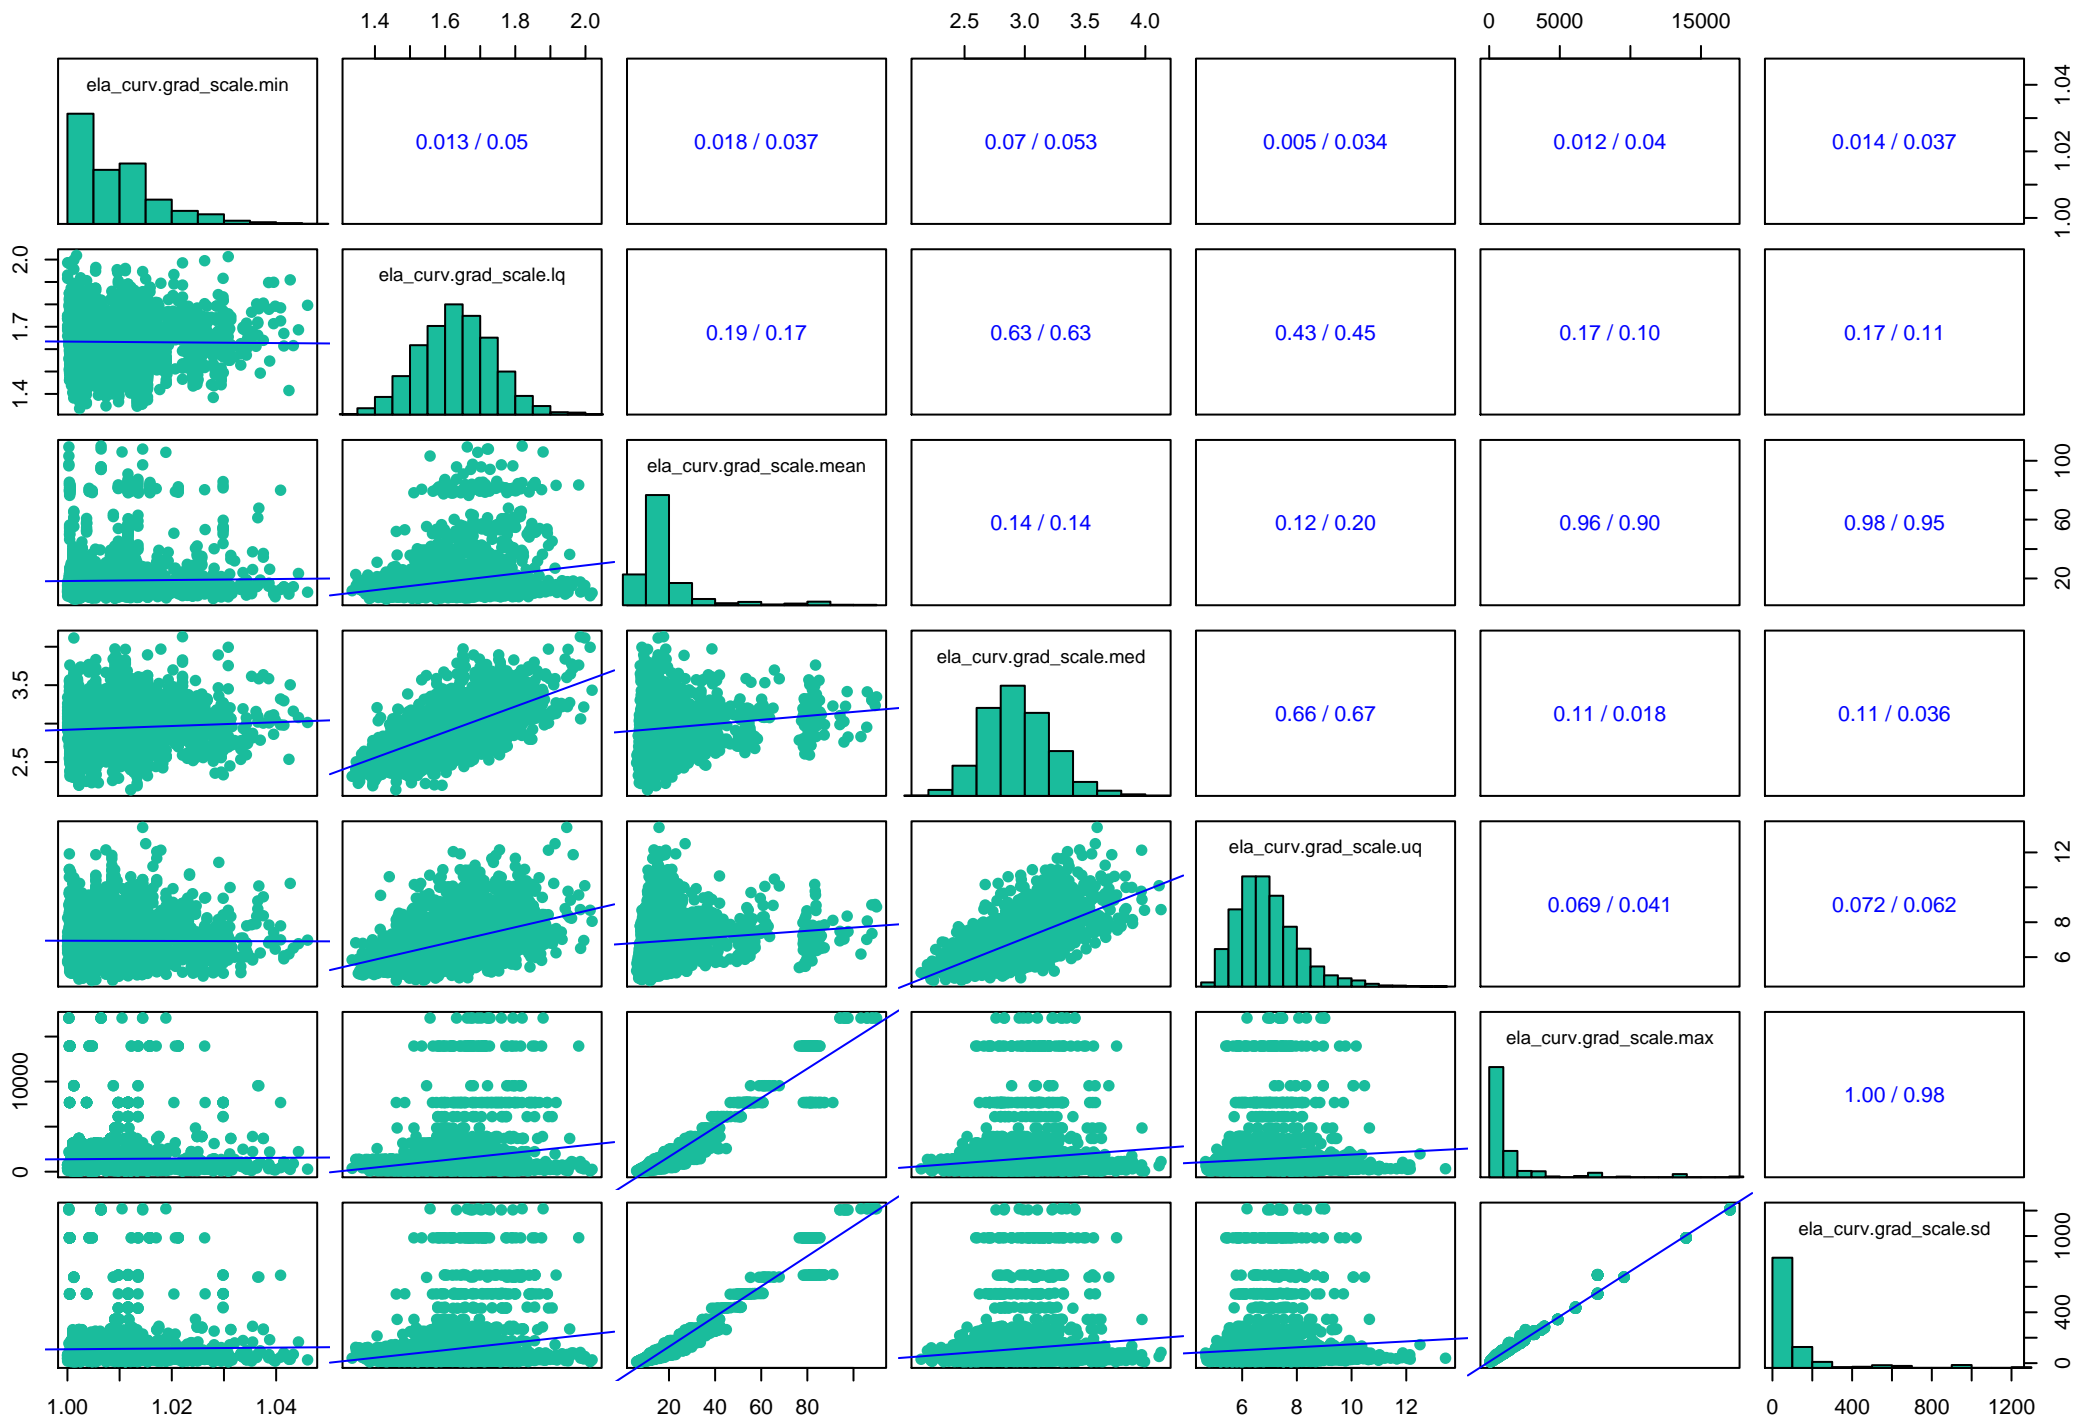 1.4 1.6 1.8 2.0 2.5 3.0 3.5 4.0 0 5000 15000
ela_curv.grad_scale.min
0.013 / 0.05
0.018 / 0.037
0.07 / 0.053
0.005 / 0.034
0.012 / 0.04
0.014 / 0.037
1.00 1.02 1.04
1.4 1.7 2.0
ela_curv.grad_scale.lq
0.19 / 0.17
0.63 / 0.63
0.43 / 0.45
0.17 / 0.10
0.17 / 0.11
ela_curv.grad_scale.mean
0.14 / 0.14
0.12 / 0.20
0.96 / 0.90
0.98 / 0.95
20 60 100
2.5 3.5
ela_curv.grad_scale.med
0.66 / 0.67
0.11 / 0.018
0.11 / 0.036
ela_curv.grad_scale.uq
0.069 / 0.041
0.072 / 0.062
6 8 12
0 10000
ela_curv.grad_scale.max
1.00 / 0.98
ela_curv.grad_scale.sd
0 400 1000
1.00 1.02 1.04 20 40 60 80 6 8 10 12 0 400 800 1200